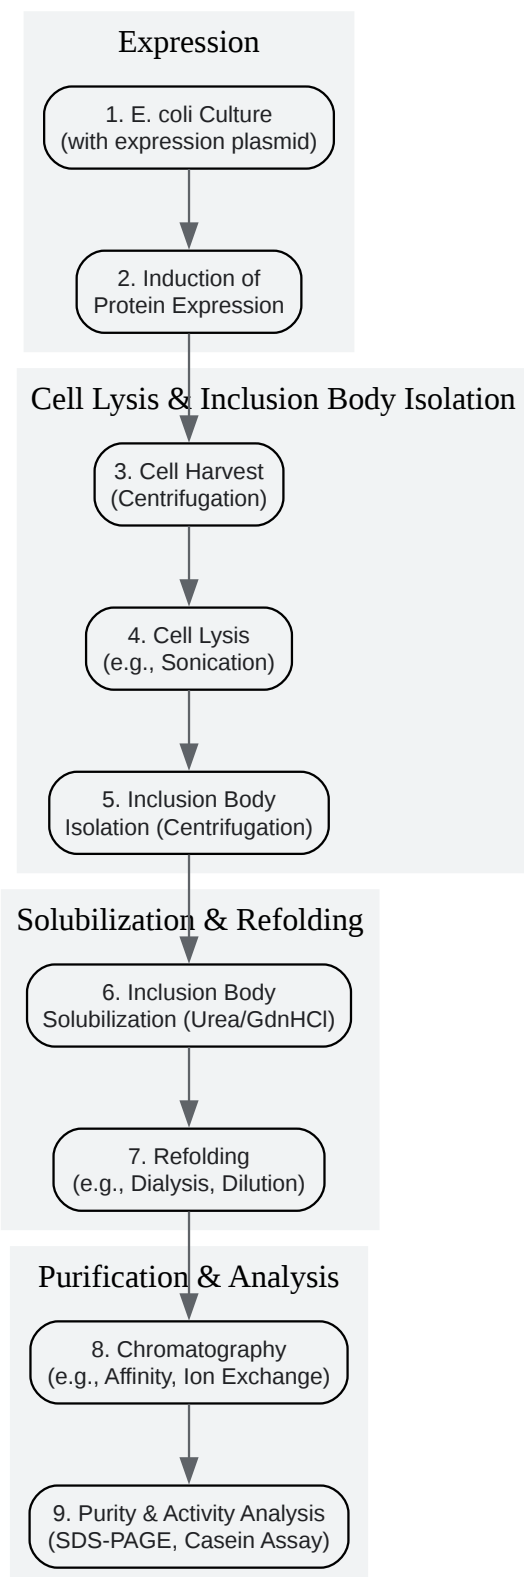 Expression
1. E. coli Culture
(with expression plasmid)
2. Induction of
Protein Expression
Cell Lysis & Inclusion Body Isolation
3. Cell Harvest
(Centrifugation)
4. Cell Lysis
(e.g., Sonication)
5. Inclusion Body
Isolation (Centrifugation)
Solubilization & Refolding
6. Inclusion Body
Solubilization (Urea/GdnHCl)
7. Refolding
(e.g., Dialysis, Dilution)
Purification & Analysis
8. Chromatography
(e.g., Affinity, Ion Exchange)
9. Purity & Activity Analysis
(SDS-PAGE, Casein Assay)